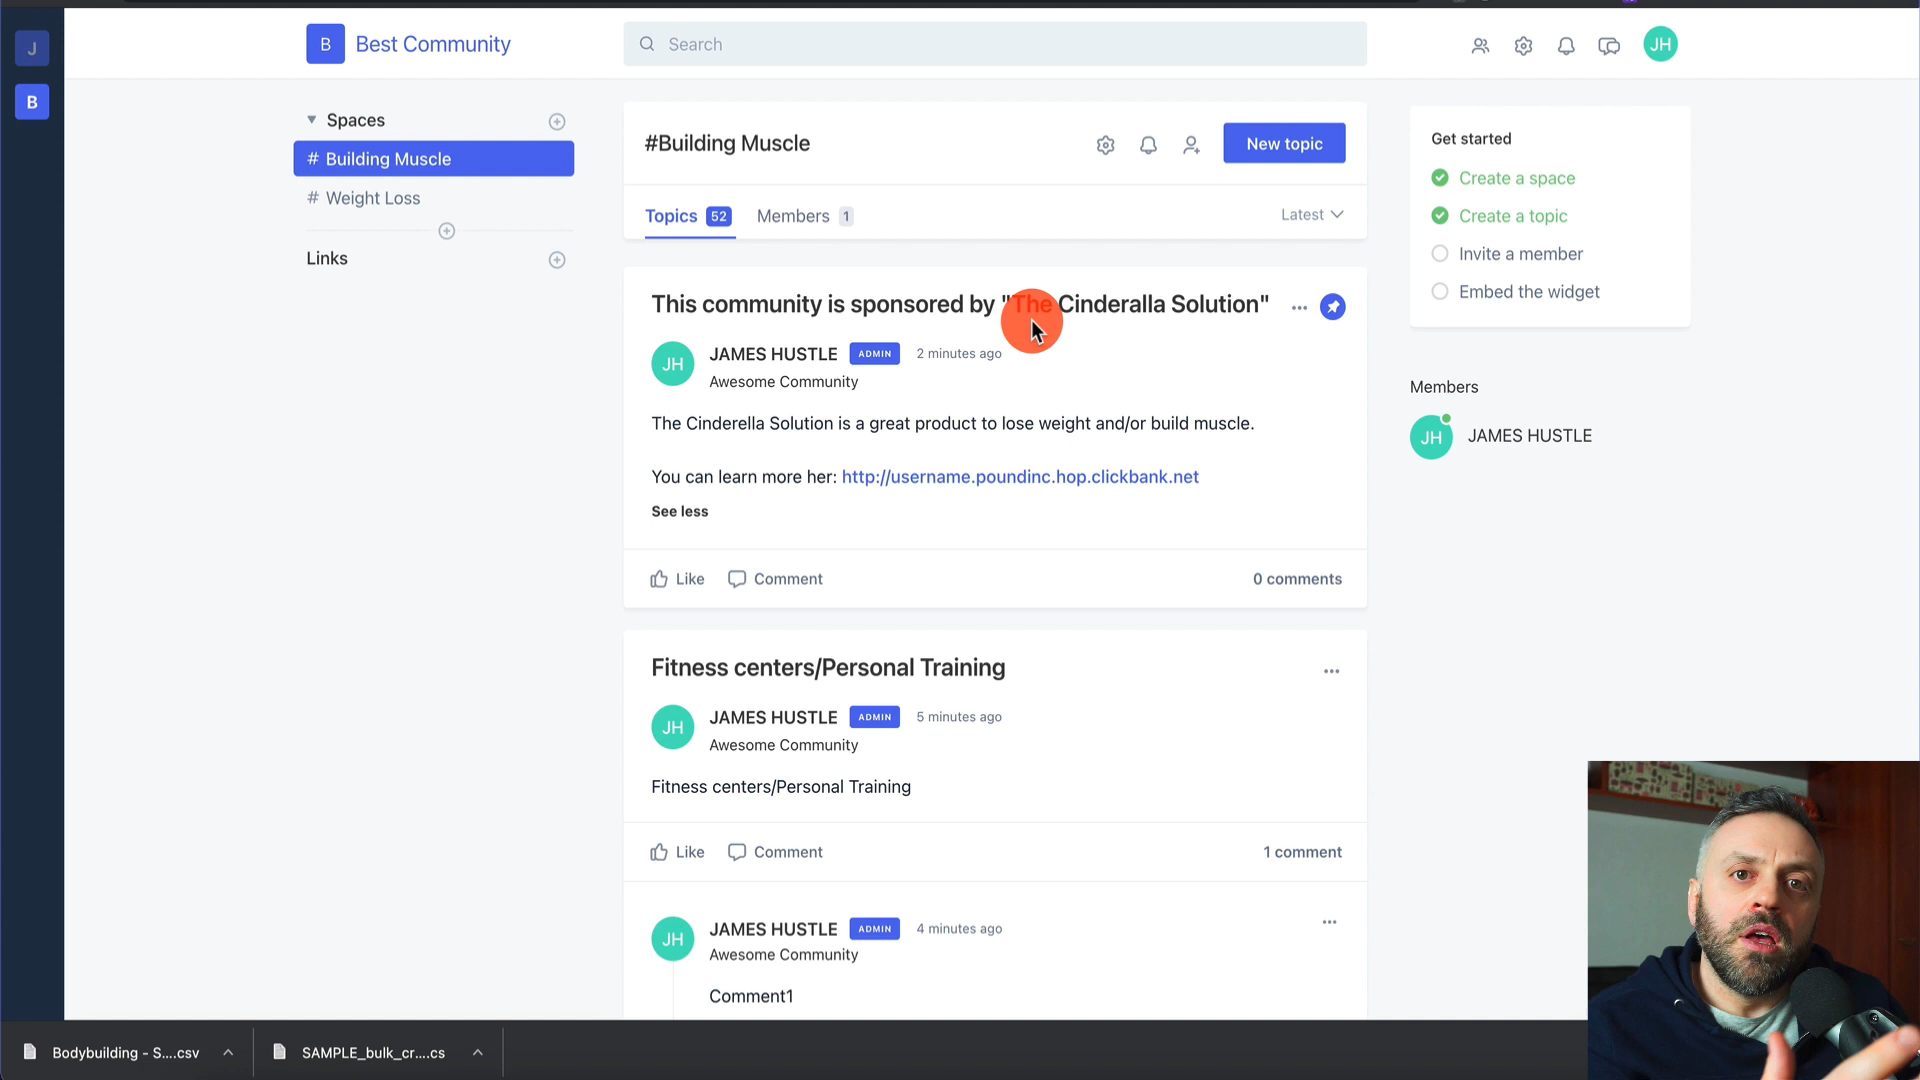 J
B
B Best Community
Search
JH
Spaces
# Building Muscle
# Weight Loss
Links
#Building Muscle
New topic
Topics 52 Members 1
Latest
This community is sponsored by "The Cinderalla Solution"
JH
JAMES HUSTLE ADMIN 2 minutes ago
Awesome Community
The Cinderella Solution is a great product to lose weight and/or build muscle.
You can learn more her: http://username.poundinc.hop.clickbank.net
See less
Like Comment 0 comments
Fitness centers/Personal Training
JH
JAMES HUSTLE ADMIN 5 minutes ago
Awesome Community
Fitness centers/Personal Training
Like Comment 1 comment
JH
JAMES HUSTLE ADMIN 4 minutes ago
Awesome Community
Comment1
Get started
Create a space
Create a topic
Invite a member
Embed the widget
Members
JH JAMES HUSTLE
Bodybuilding - S....csv
SAMPLE_bulk_cr....cs